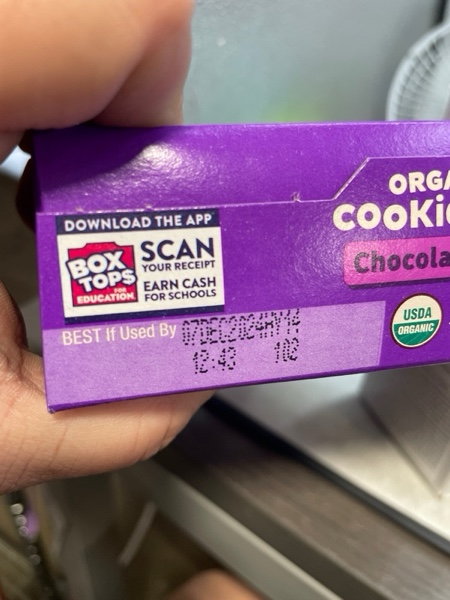 DOWNLOAD THE APP
BOX
TOPS
FOR
EDUCATION.
SCAN
YOUR RECEIPT
EARN CASH
FOR SCHOOLS
ORGA
COOKie
Chocola
USDA
ORGANIC
BEST If Used By 07DEC2024
12:43 102